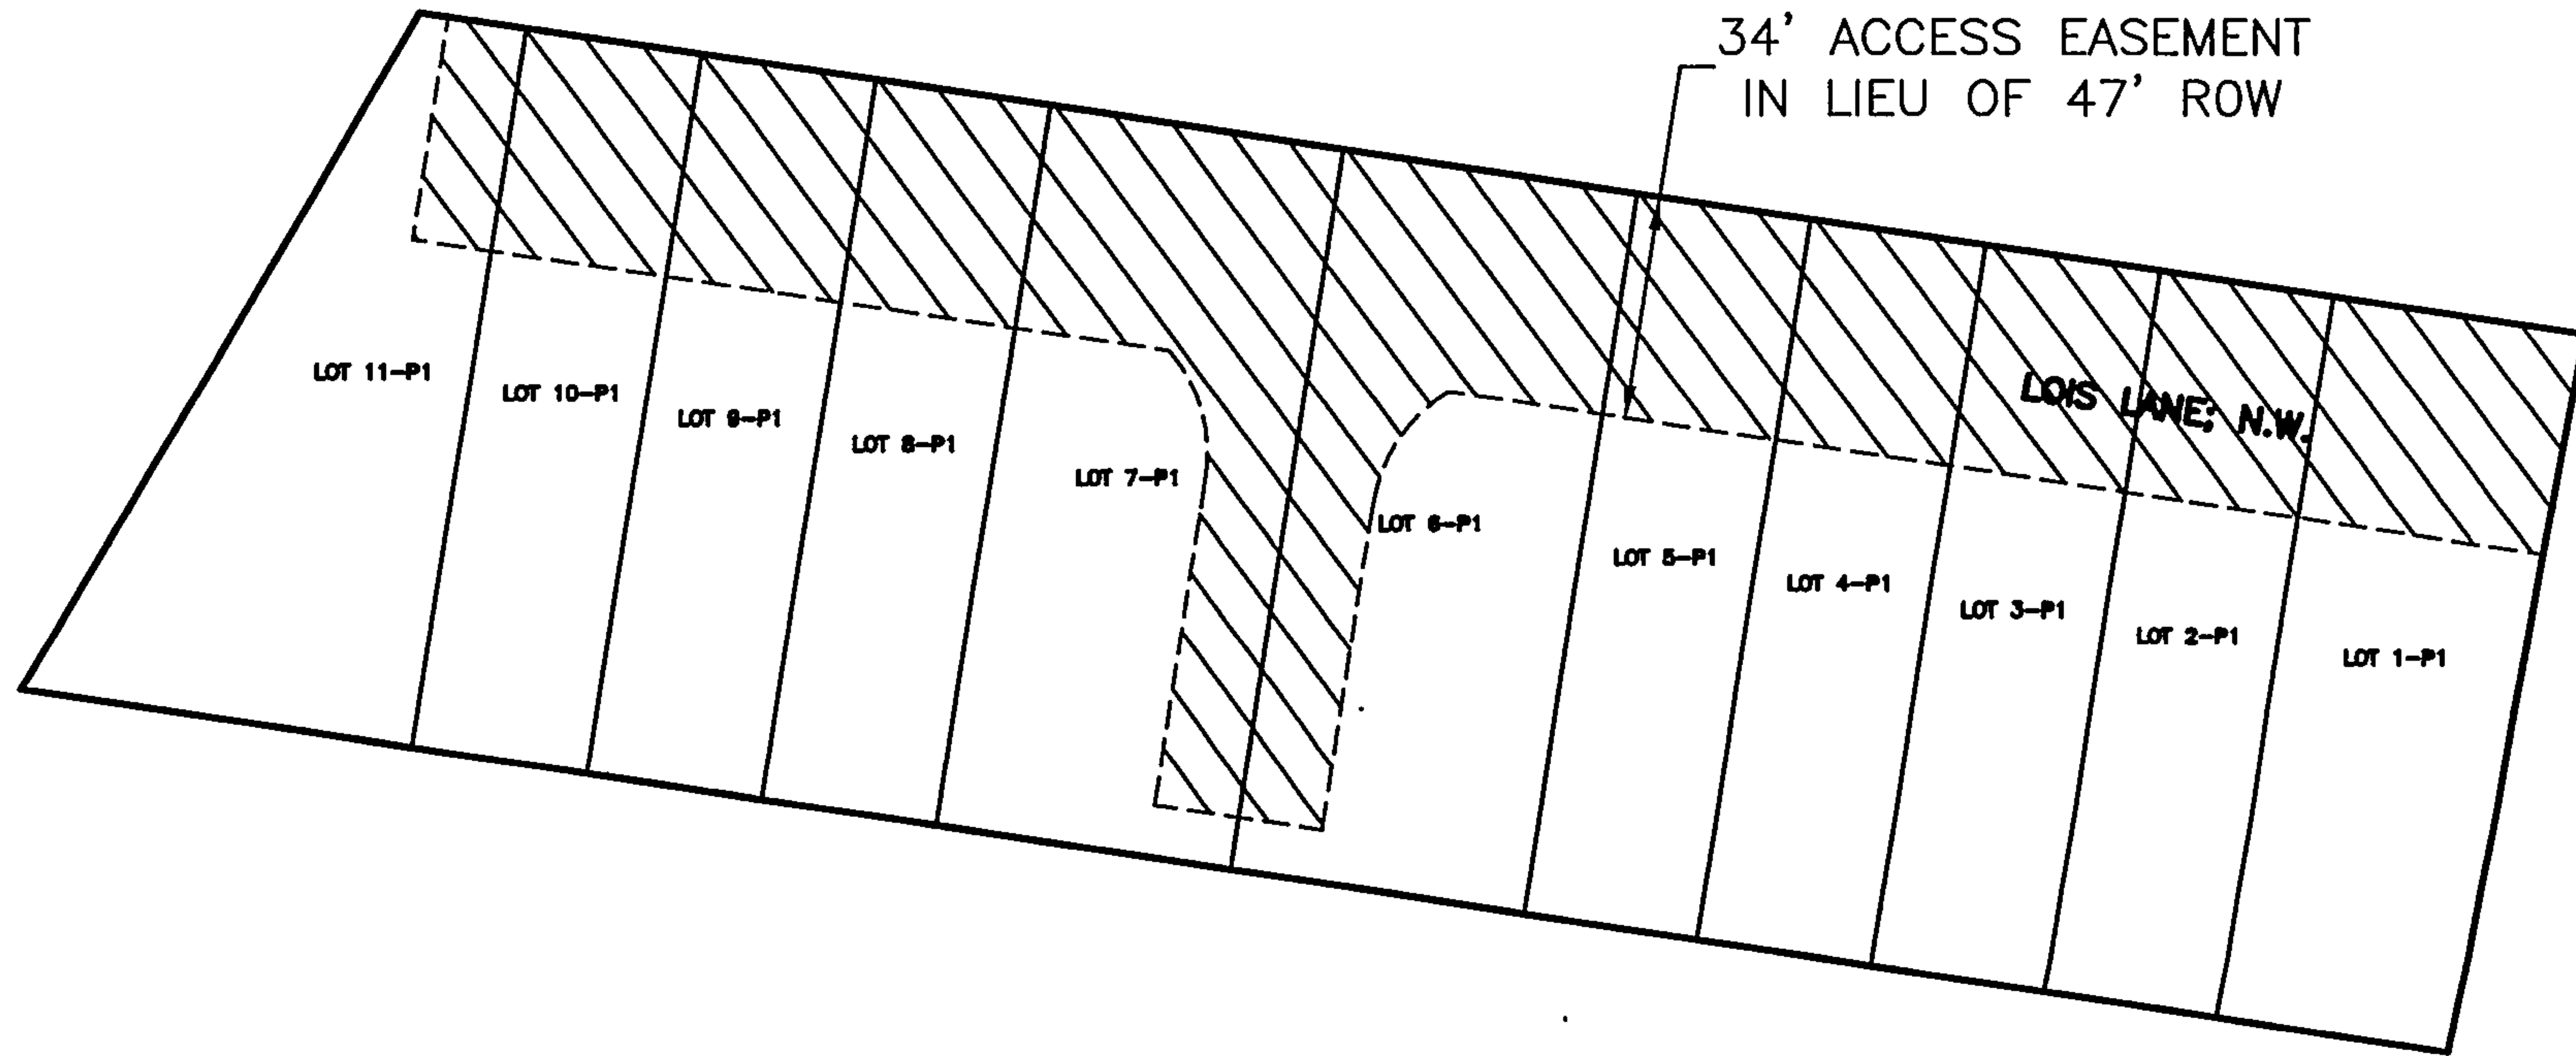 34' ACCESS EASEMENT
IN LIEU OF 47' ROW
LOT 11-P1
LOT 10-P1
LOT 9-P1
LOT 8-P1
LOT 7-P1
LOT 6-P1
LOT 5-P1
LOT 4-P1
LOT 3-P1
LOT 2-P1
LOT 1-P1
LOIS LANE; N.W.